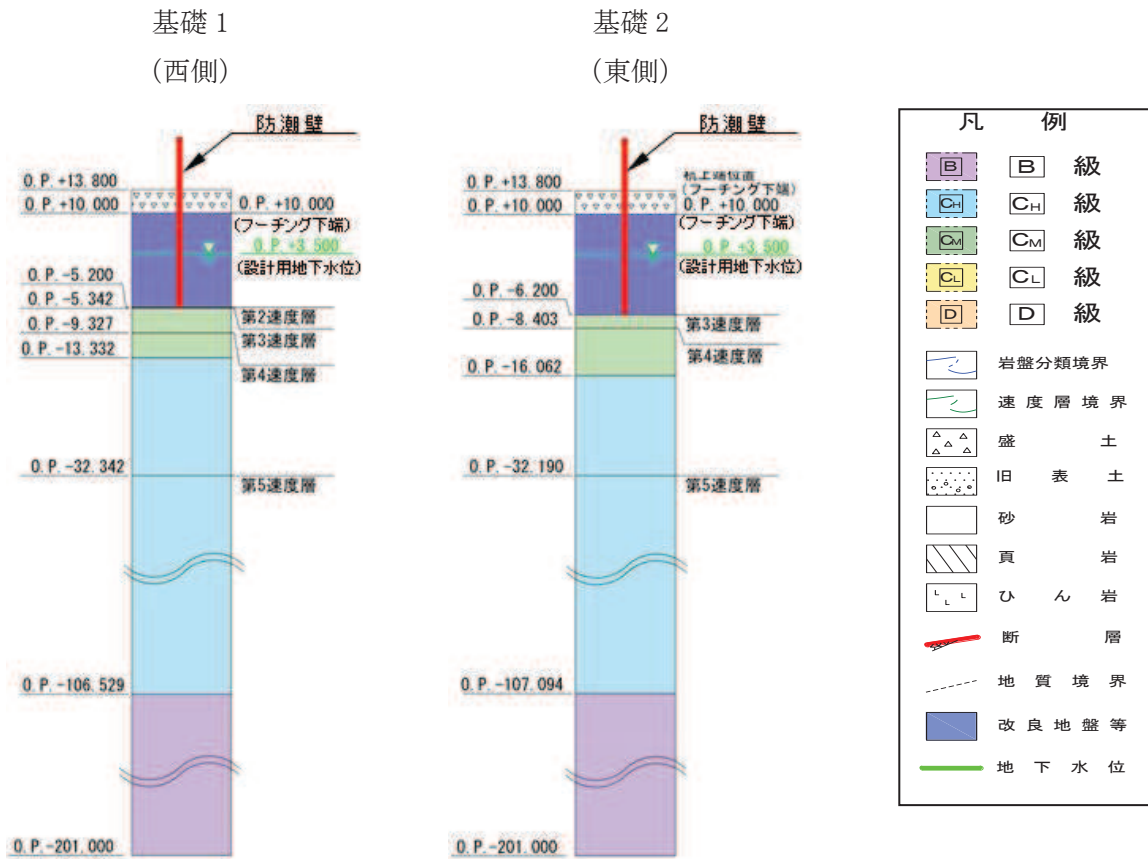 基礎1
(西側)
防潮壁
O.P.+13.800
O.P.+10.000
O.P.+10.000
(フーチング下端)
O.P.+3.500
(設計用地下水位)
O.P.-5.200
O.P.-5.342
第2速度層
O.P.-9.327
第3速度層
O.P.-13.332
第4速度層
O.P.-32.342
第5速度層
O.P.-106.529
O.P.-201.000
基礎2
(東側)
防潮壁
杭上端位置
O.P.+13.800
(フーチング下端)
O.P.+10.000
O.P.+10.000
(フーチング下端)
O.P.+3.500
(設計用地下水位)
O.P.-6.200
第3速度層
O.P.-8.403
第4速度層
O.P.-16.062
O.P.-32.190
第5速度層
O.P.-107.094
O.P.-201.000
凡 例
B B 級
CH CH 級
CM CM 級
CL CL 級
D D 級
岩盤分類境界
速度層境界
盛土
旧表土
砂岩
頁岩
ひん岩
断層
地質境界
改良地盤等
地下水位